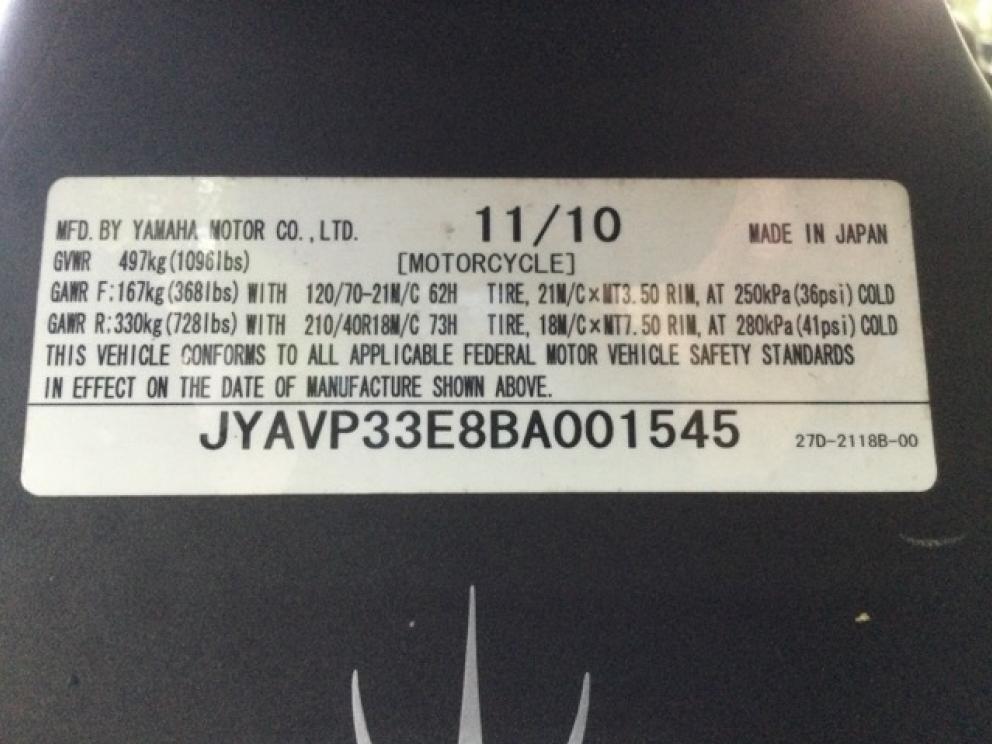 MFD. BY YAMAHA MOTOR CO.,LTD. 11/10 MADE IN JAPAN
GVWR 497kg(1096lbs) [MOTORCYCLE]
GAWR F:167kg(368lbs) WITH 120/70-21M/C 62H TIRE, 21M/C×MT3.50 RIM, AT 250kPa(36psi) COLD
GAWR R:330kg(728lbs) WITH 210/40R18M/C 73H TIRE, 18M/C×MT7.50 RIM, AT 280kPa(41psi) COLD
THIS VEHICLE CONFORMS TO ALL APPLICABLE FEDERAL MOTOR VEHICLE SAFETY STANDARDS
IN EFFECT ON THE DATE OF MANUFACTURE SHOWN ABOVE.
JYAVP33E8BA001545 27D-2118B-00